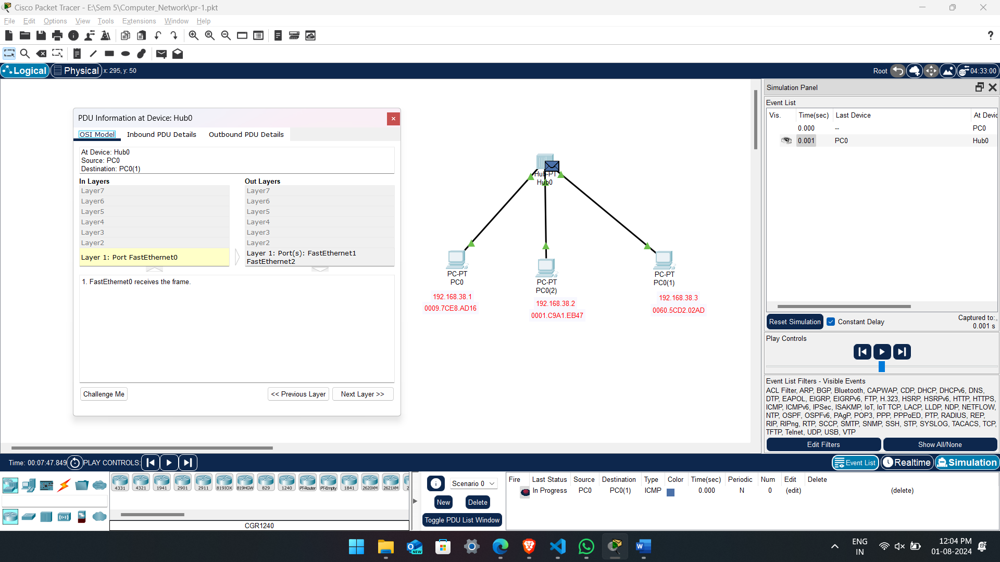 Cisco Packet Tracer - E:\Sem 5\Computer_Network\pr-1.pkt
File Edit Options View Tools Extensions Window Help
?
Logical Physical x: 295, y: 50
Root 04:33:00
PDU Information at Device: Hub0
OSI Model Inbound PDU Details Outbound PDU Details
At Device: Hub0
Source: PC0
Destination: PC0(1)
In Layers Out Layers
Layer7 Layer7
Layer6 Layer6
Layer5 Layer5
Layer4 Layer4
Layer3 Layer3
Layer2 Layer2
Layer 1: Port FastEthernet0 Layer 1: Port(s): FastEthernet1
FastEthernet2
1. FastEthernet0 receives the frame.
Challenge Me << Previous Layer Next Layer >>
Hub-PT
Hub0
PC-PT
PC0
192.168.38.1
0009.7CE8.AD16
PC-PT
PC0(2)
192.168.38.2
0001.C9A1.EB47
PC-PT
PC0(1)
192.168.38.3
0060.5CD2.02AD
Simulation Panel
Event List
Vis. Time(sec) Last Device At Devic
0.000 -- PC0
0.001 PC0 Hub0
Reset Simulation Constant Delay Captured to:
0.001 s
Play Controls
Event List Filters - Visible Events
ACL Filter, ARP, BGP, Bluetooth, CAPWAP, CDP, DHCP, DHCPv6, DNS,
DTP, EAPOL, EIGRP, EIGRPv6, FTP, H.323, HSRP, HSRPv6, HTTP, HTTPS,
ICMP, ICMPv6, IPSec, ISAKMP, IoT, IoT TCP, LACP, LLDP, NDP, NETFLOW,
NTP, OSPF, OSPFv6, PAgP, POP3, PPP, PPPoED, PTP, RADIUS, REP,
RIP, RIPng, RTP, SCCP, SMTP, SNMP, SSH, STP, SYSLOG, TACACS, TCP,
TFTP, Telnet, UDP, USB, VTP
Edit Filters Show All/None
Time: 00:07:47.849 PLAY CONTROLS:
Event List Realtime Simulation
4331 4321 1941 2901 2911 819IOX 819HGW 829 1240 PT-Router PT-Empty 1841 2620XM 2621XM 2
CGR1240
Scenario 0
New Delete
Toggle PDU List Window
Fire Last Status Source Destination Type Color Time(sec) Periodic Num Edit Delete
In Progress PC0 PC0(1) ICMP 0.000 N 0 (edit) (delete)
NEW
ENG
IN
12:04 PM
01-08-2024